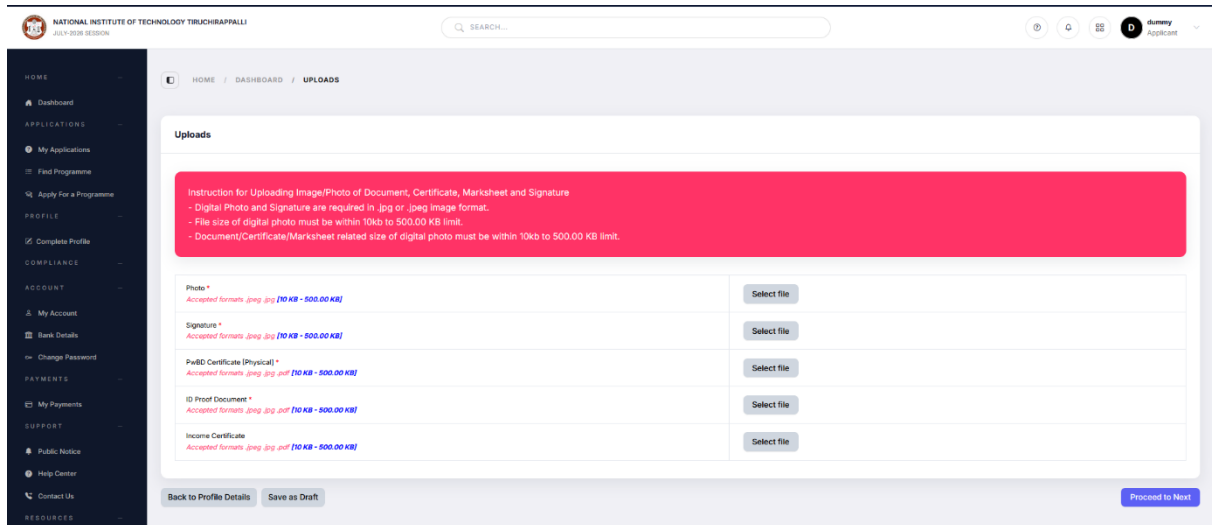 NATIONAL INSTITUTE OF TECHNOLOGY TIRUCHIRAPPALLI
JULY-2026 SESSION
SEARCH...
D
dummy
Applicant
HOME
Dashboard
APPLICATIONS
My Applications
Find Programme
Apply For a Programme
PROFILE
Complete Profile
COMPLIANCE
ACCOUNT
My Account
Bank Details
Change Password
PAYMENTS
My Payments
SUPPORT
Public Notice
Help Center
Contact Us
RESOURCES
HOME / DASHBOARD / UPLOADS
Uploads
Instruction for Uploading Image/Photo of Document, Certificate, Marksheet and Signature
- Digital Photo and Signature are required in .jpg or .jpeg image format.
- File size of digital photo must be within 10kb to 500.00 KB limit.
- Document/Certificate/Marksheet related size of digital photo must be within 10kb to 500.00 KB limit.
Photo *
Accepted formats .jpeg .jpg [10 KB - 500.00 KB]
Select file
Signature *
Accepted formats .jpeg .jpg [10 KB - 500.00 KB]
Select file
PwBD Certificate [Physical] *
Accepted formats .jpeg .jpg .pdf [10 KB - 500.00 KB]
Select file
ID Proof Document *
Accepted formats .jpeg .jpg .pdf [10 KB - 500.00 KB]
Select file
Income Certificate
Accepted formats .jpeg .jpg .pdf [10 KB - 500.00 KB]
Select file
Back to Profile Details
Save as Draft
Proceed to Next